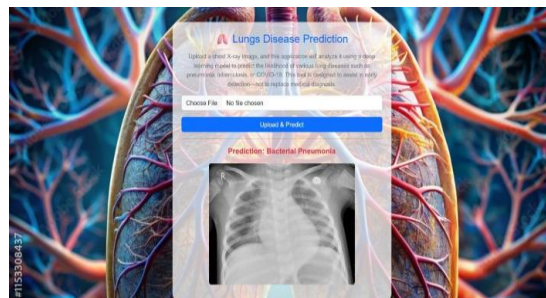 Lungs Disease Prediction
Upload a chest X-ray image, and this application will analyze it using a deep
learning model to predict the likelihood of various lung diseases such as
pneumonia, tuberculosis, or COVID-19. This tool is designed to assist in early
detection—not to replace medical diagnosis.
Choose File No file chosen
Upload & Predict
Prediction: Bacterial Pneumonia
R
#1153308437